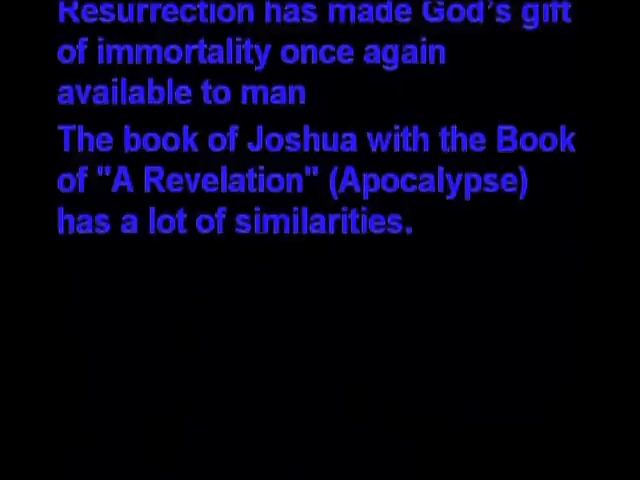 Resurrection has made God's gift
of immortality once again
available to man
The book of Joshua with the Book
of "A Revelation" (Apocalypse)
has a lot of similarities.